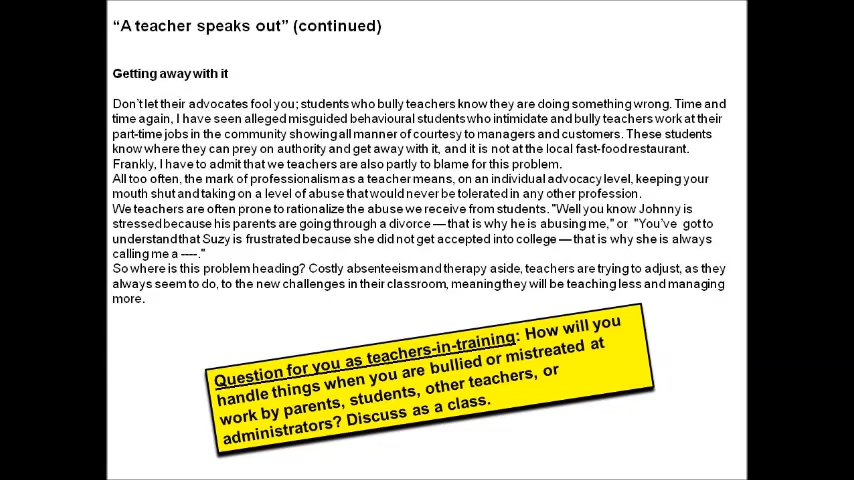 “A teacher speaks out” (continued)
Getting away with it
Don’t let their advocates fool you; students who bully teachers know they are doing something wrong. Time and
time again, I have seen alleged misguided behavioural students who intimidate and bully teachers work at their
part-time jobs in the community showing all manner of courtesy to managers and customers. These students
know where they can prey on authority and get away with it, and it is not at the local fast-food restaurant.
Frankly, I have to admit that we teachers are also partly to blame for this problem.
All too often, the mark of professionalism as a teacher means, on an individual advocacy level, keeping your
mouth shut and taking on a level of abuse that would never be tolerated in any other profession.
We teachers are often prone to rationalize the abuse we receive from students. "Well you know Johnny is
stressed because his parents are going through a divorce — that is why he is abusing me," or "You’ve got to
understand that Suzy is frustrated because she did not get accepted into college — that is why she is always
calling me a ----."
So where is this problem heading? Costly absenteeism and therapy aside, teachers are trying to adjust, as they
always seem to do, to the new challenges in their classroom, meaning they will be teaching less and managing
more.
Question for you as teachers-in-training: How will you
handle things when you are bullied or mistreated at
work by parents, students, other teachers, or
administrators? Discuss as a class.